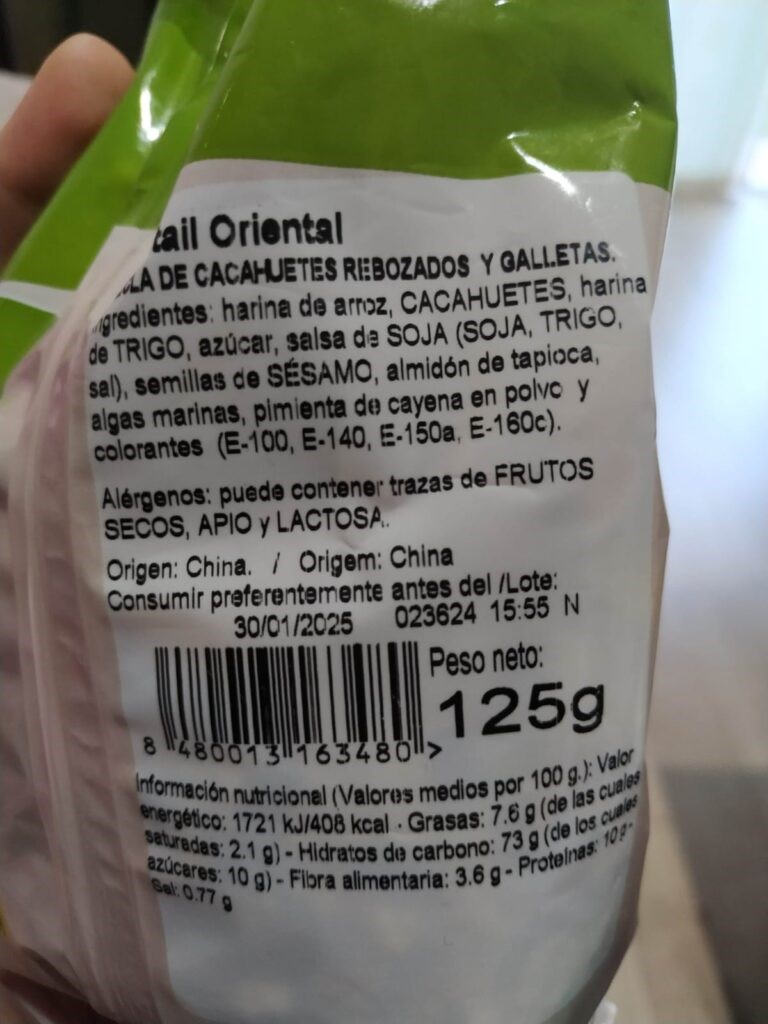 tail Oriental
CLA DE CACAHUETES REBOZADOS Y GALLETAS.
ngredientes: harina de arroz, CACAHUETES, harina
de TRIGO, azúcar, salsa de SOJA (SOJA, TRIGO,
sal), semillas de SÉSAMO, almidón de tapioca,
algas marinas, pimienta de cayena en polvo y
colorantes (E-100, E-140, E-150a, E-160c).
Alérgenos: puede contener trazas de FRUTOS
SECOS, APIO y LACTOSA.
Origen: China. / Origem: China
Consumir preferentemente antes del /Lote:
30/01/2025 023624 15:55 N
Peso neto:
125g
8 480013 163480 >
Información nutricional (Valores medios por 100 g.): Valor
energético: 1721 kJ/408 kcal - Grasas: 7.6 g (de las cuales
saturadas: 2.1 g) - Hidratos de carbono: 73 g (de los cuales
azúcares: 10 g) - Fibra alimentaria: 3.6 g - Proteínas: 10 g -
Sal: 0.77 g